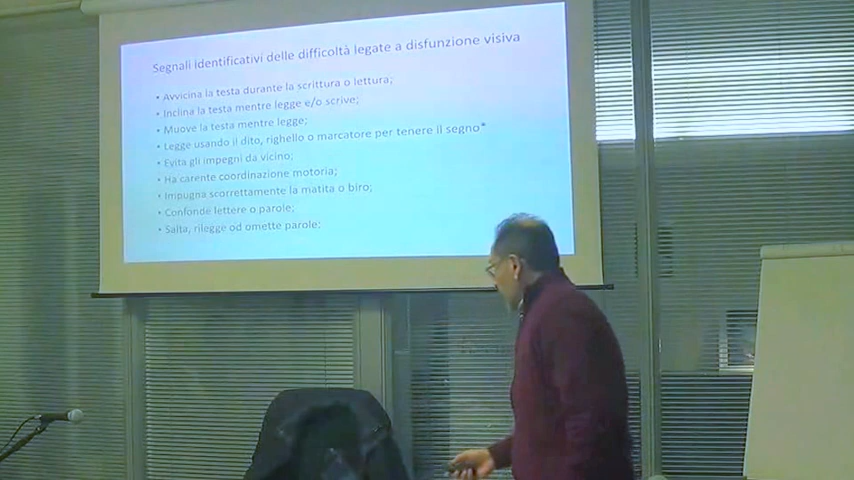 Segnali identificativi delle difficoltà legate a disfunzione visiva
• Avvicina la testa durante la scrittura o lettura;
• Inclina la testa mentre legge e/o scrive;
• Muove la testa mentre legge;
• Legge usando il dito, righello o marcatore per tenere il segno*
• Evita gli impegni da vicino;
• Ha carente coordinazione motoria;
• Impugna scorrettamente la matita o biro;
• Confonde lettere o parole;
• Salta, rilegge od omette parole;